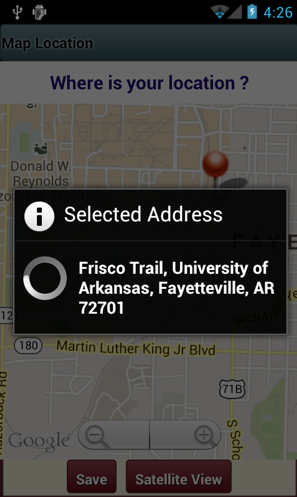 4:26
Map Location
Where is your location ?
Donald W.
Reynolds
Selected Address
Frisco Trail, University of
Arkansas, Fayetteville, AR
72701
180
Martin Luther King Jr Blvd
71B
Google
S Scho
Save
Satellite View